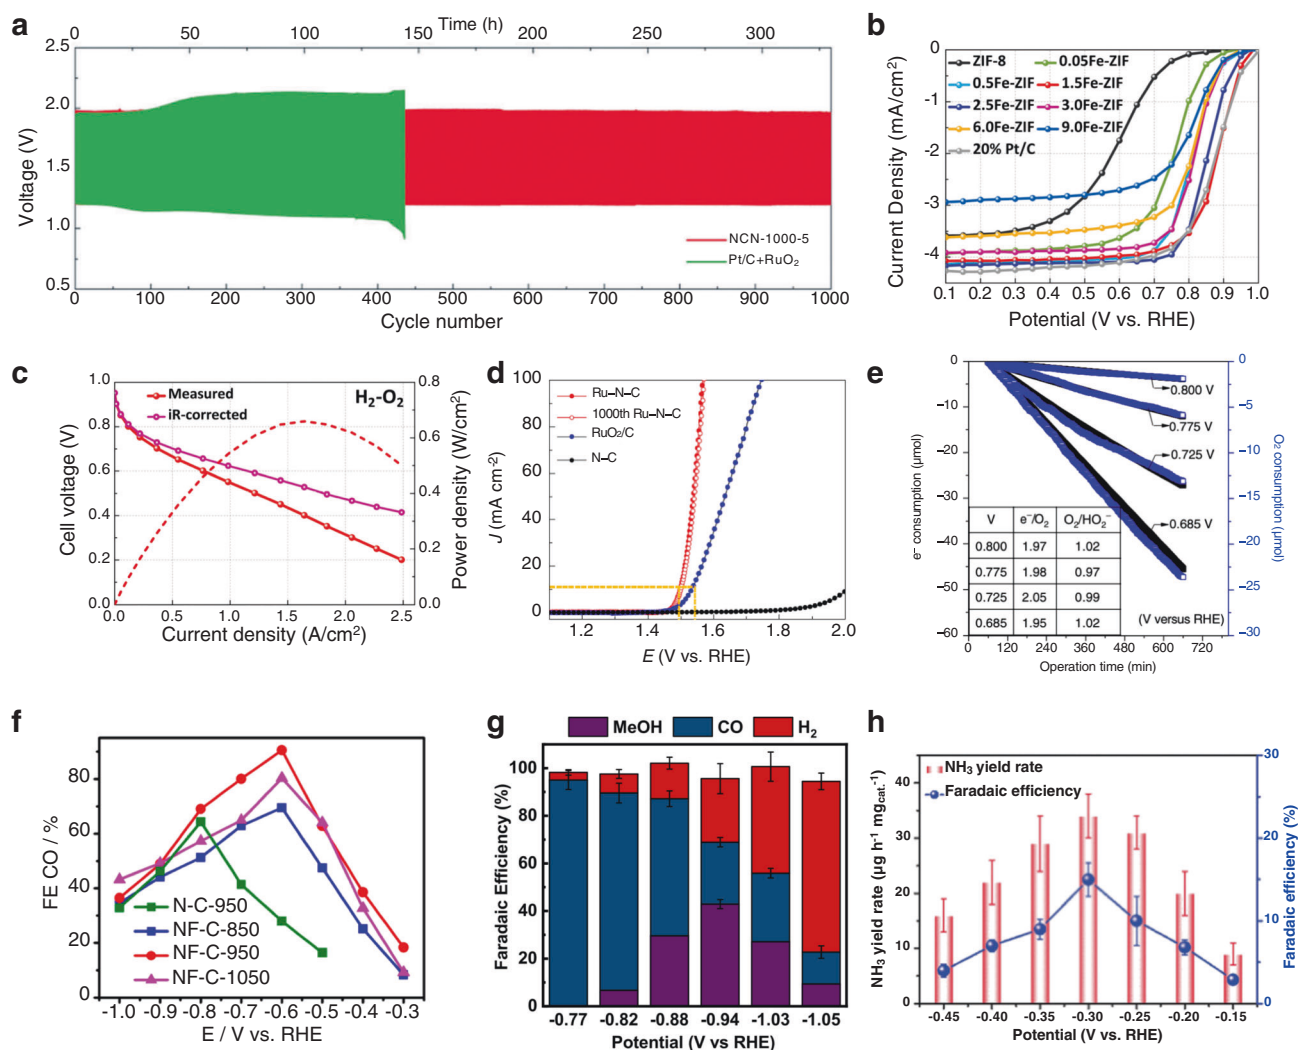 a
0 50 100 150 Time (h) 200 250 300
2.5
2.0
1.5
1.0
0.5
Voltage (V)
NCN-1000-5
Pt/C+RuO₂
0 100 200 300 400 500 600 700 800 900 1000
Cycle number
b
0
-1
-2
-3
-4
Current Density (mA/cm²)
ZIF-8 0.05Fe-ZIF
0.5Fe-ZIF 1.5Fe-ZIF
2.5Fe-ZIF 3.0Fe-ZIF
6.0Fe-ZIF 9.0Fe-ZIF
20% Pt/C
0.1 0.2 0.3 0.4 0.5 0.6 0.7 0.8 0.9 1.0
Potential (V vs. RHE)
c
1.0
0.8
0.6
0.4
0.2
0.0
Cell voltage (V)
Measured
iR-corrected
H₂-O₂
0.8
0.6
0.4
0.2
0.0
Power density (W/cm²)
0.0 0.5 1.0 1.5 2.0 2.5
Current density (A/cm²)
d
100
80
60
40
20
0
J (mA cm⁻²)
Ru–N–C
1000th Ru–N–C
RuO₂/C
N–C
1.2 1.4 1.6 1.8 2.0
E (V vs. RHE)
e
0
−10
−20
−30
−40
−50
−60
e⁻ consumption (μmol)
0.800 V
0.775 V
0.725 V
0.685 V
V e⁻/O₂ O₂/HO₂⁻
0.800 1.97 1.02
0.775 1.98 0.97
0.725 2.05 0.99
0.685 1.95 1.02
(V versus RHE)
0
−5
−10
−15
−20
−25
−30
O₂ consumption (μmol)
0 120 240 360 480 600 720
Operation time (min)
f
80
60
40
20
0
FE CO / %
N-C-950
NF-C-850
NF-C-950
NF-C-1050
-1.0 -0.9 -0.8 -0.7 -0.6 -0.5 -0.4 -0.3
E / V vs. RHE
g
MeOH CO H₂
100
80
60
40
20
0
Faradaic Efficiency (%)
-0.77 -0.82 -0.88 -0.94 -1.03 -1.05
Potential (V vs RHE)
h
40
30
20
10
0
NH₃ yield rate (μg h⁻¹ mgcat.⁻¹)
NH₃ yield rate
Faradaic efficiency
30
20
10
0
Faradaic efficiency (%)
-0.45 -0.40 -0.35 -0.30 -0.25 -0.20 -0.15
Potential (V vs. RHE)